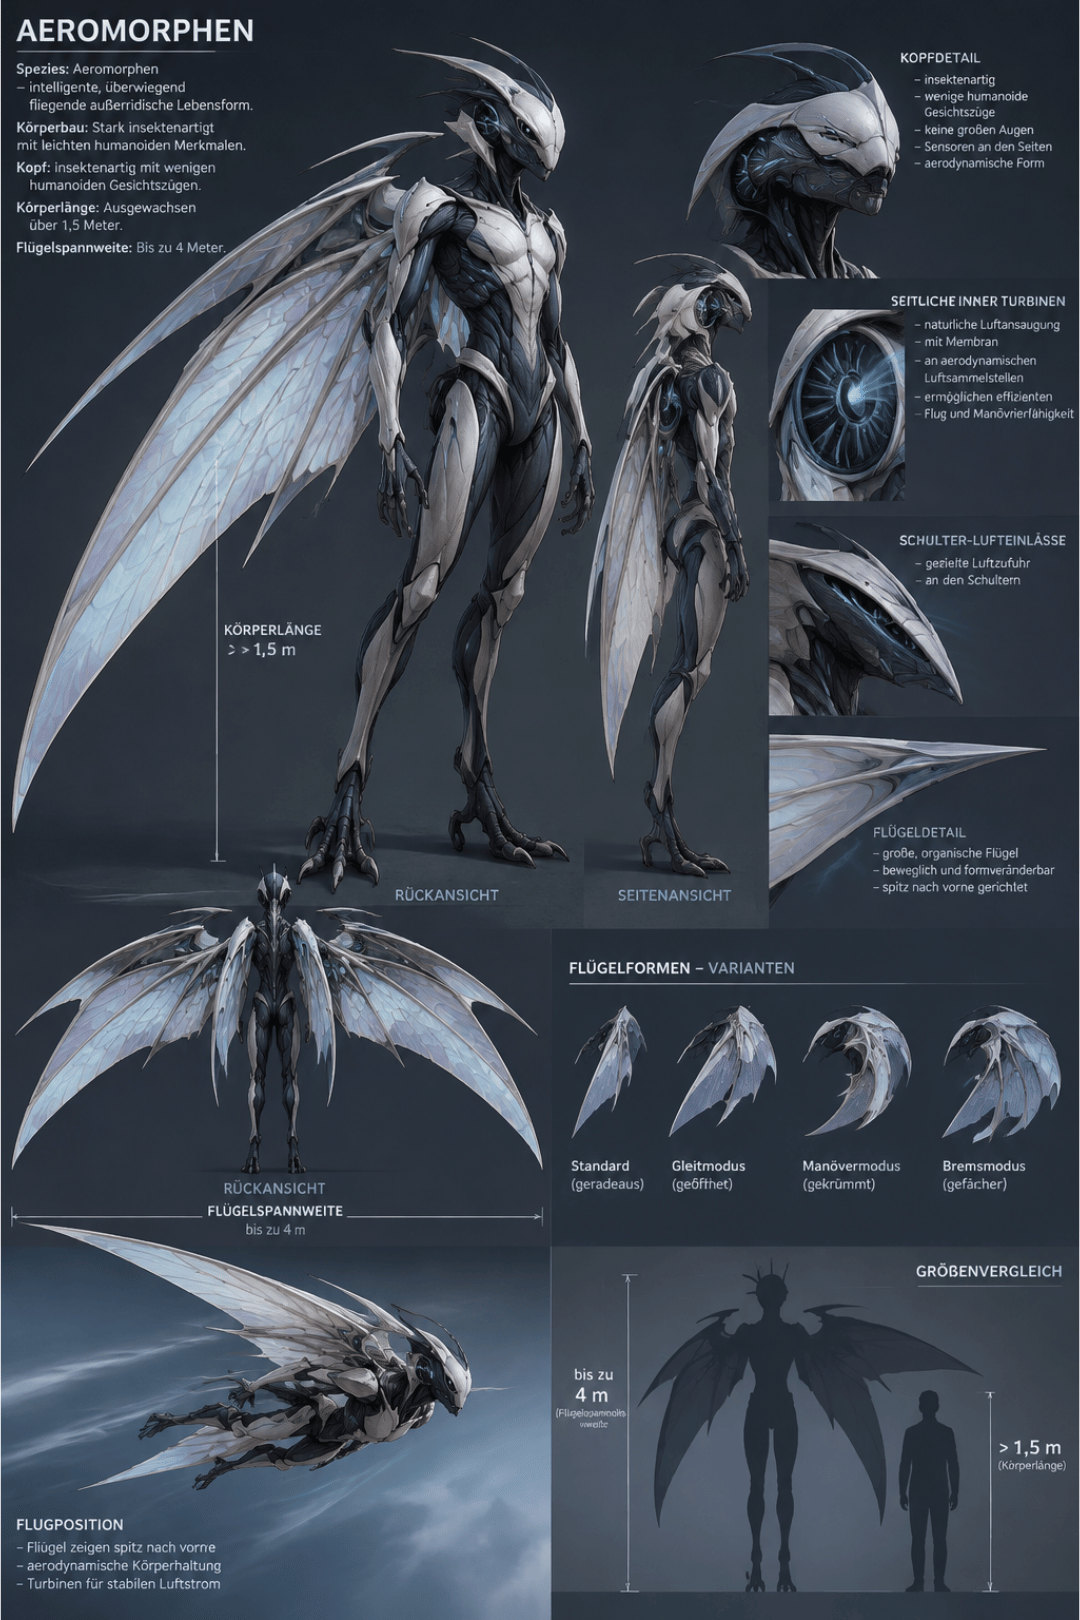 AEROMORPHEN
Spezies: Aeromorphen
– intelligente, überwiegend
fliegende außerridische Lebensform.
Körperbau: Stark insektenartigt
mit leichten humanoiden Merkmalen.
Kopf: insektenartig mit wenigen
humanoiden Gesichtszügen.
Körperlänge: Ausgewachsen
über 1,5 Meter.
Flügelspannweite: Bis zu 4 Meter.
KOPFDETAIL
– insektenartig
– wenige humanoide
Gesichtszüge
– keine großen Augen
– Sensoren an den Seiten
– aerodynamische Form
SEITLICHE INNER TURBINEN
– naturliche Luftansaugung
– mit Membran
– an aerodynamischen
Luftsammelstellen
– ermöglichen effizienten
– Flug und Manövrierfähigkeit
SCHULTER-LUFTEINLÄSSE
– gezielte Luftzufuhr
– an den Schultern
KÖRPERLÄNGE
> 1,5 m
FLÜGELDETAIL
– große, organische Flügel
– beweglich und formveränderbar
– spitz nach vorne gerichtet
RÜCKANSICHT
SEITENANSICHT
RÜCKANSICHT
FLÜGELSPANNWEITE
bis zu 4 m
FLÜGELFORMEN – VARIANTEN
Standard
(geradeaus)
Gleitmodus
(geöffnet)
Manövermodus
(gekrümmt)
Bremsmodus
(gefächer)
FLUGPOSITION
– Flügel zeigen spitz nach vorne
– aerodynamische Körperhaltung
– Turbinen für stabilen Luftstrom
GRÖßENVERGLEICH
bis zu
4 m
> 1,5 m
(Körperlänge)